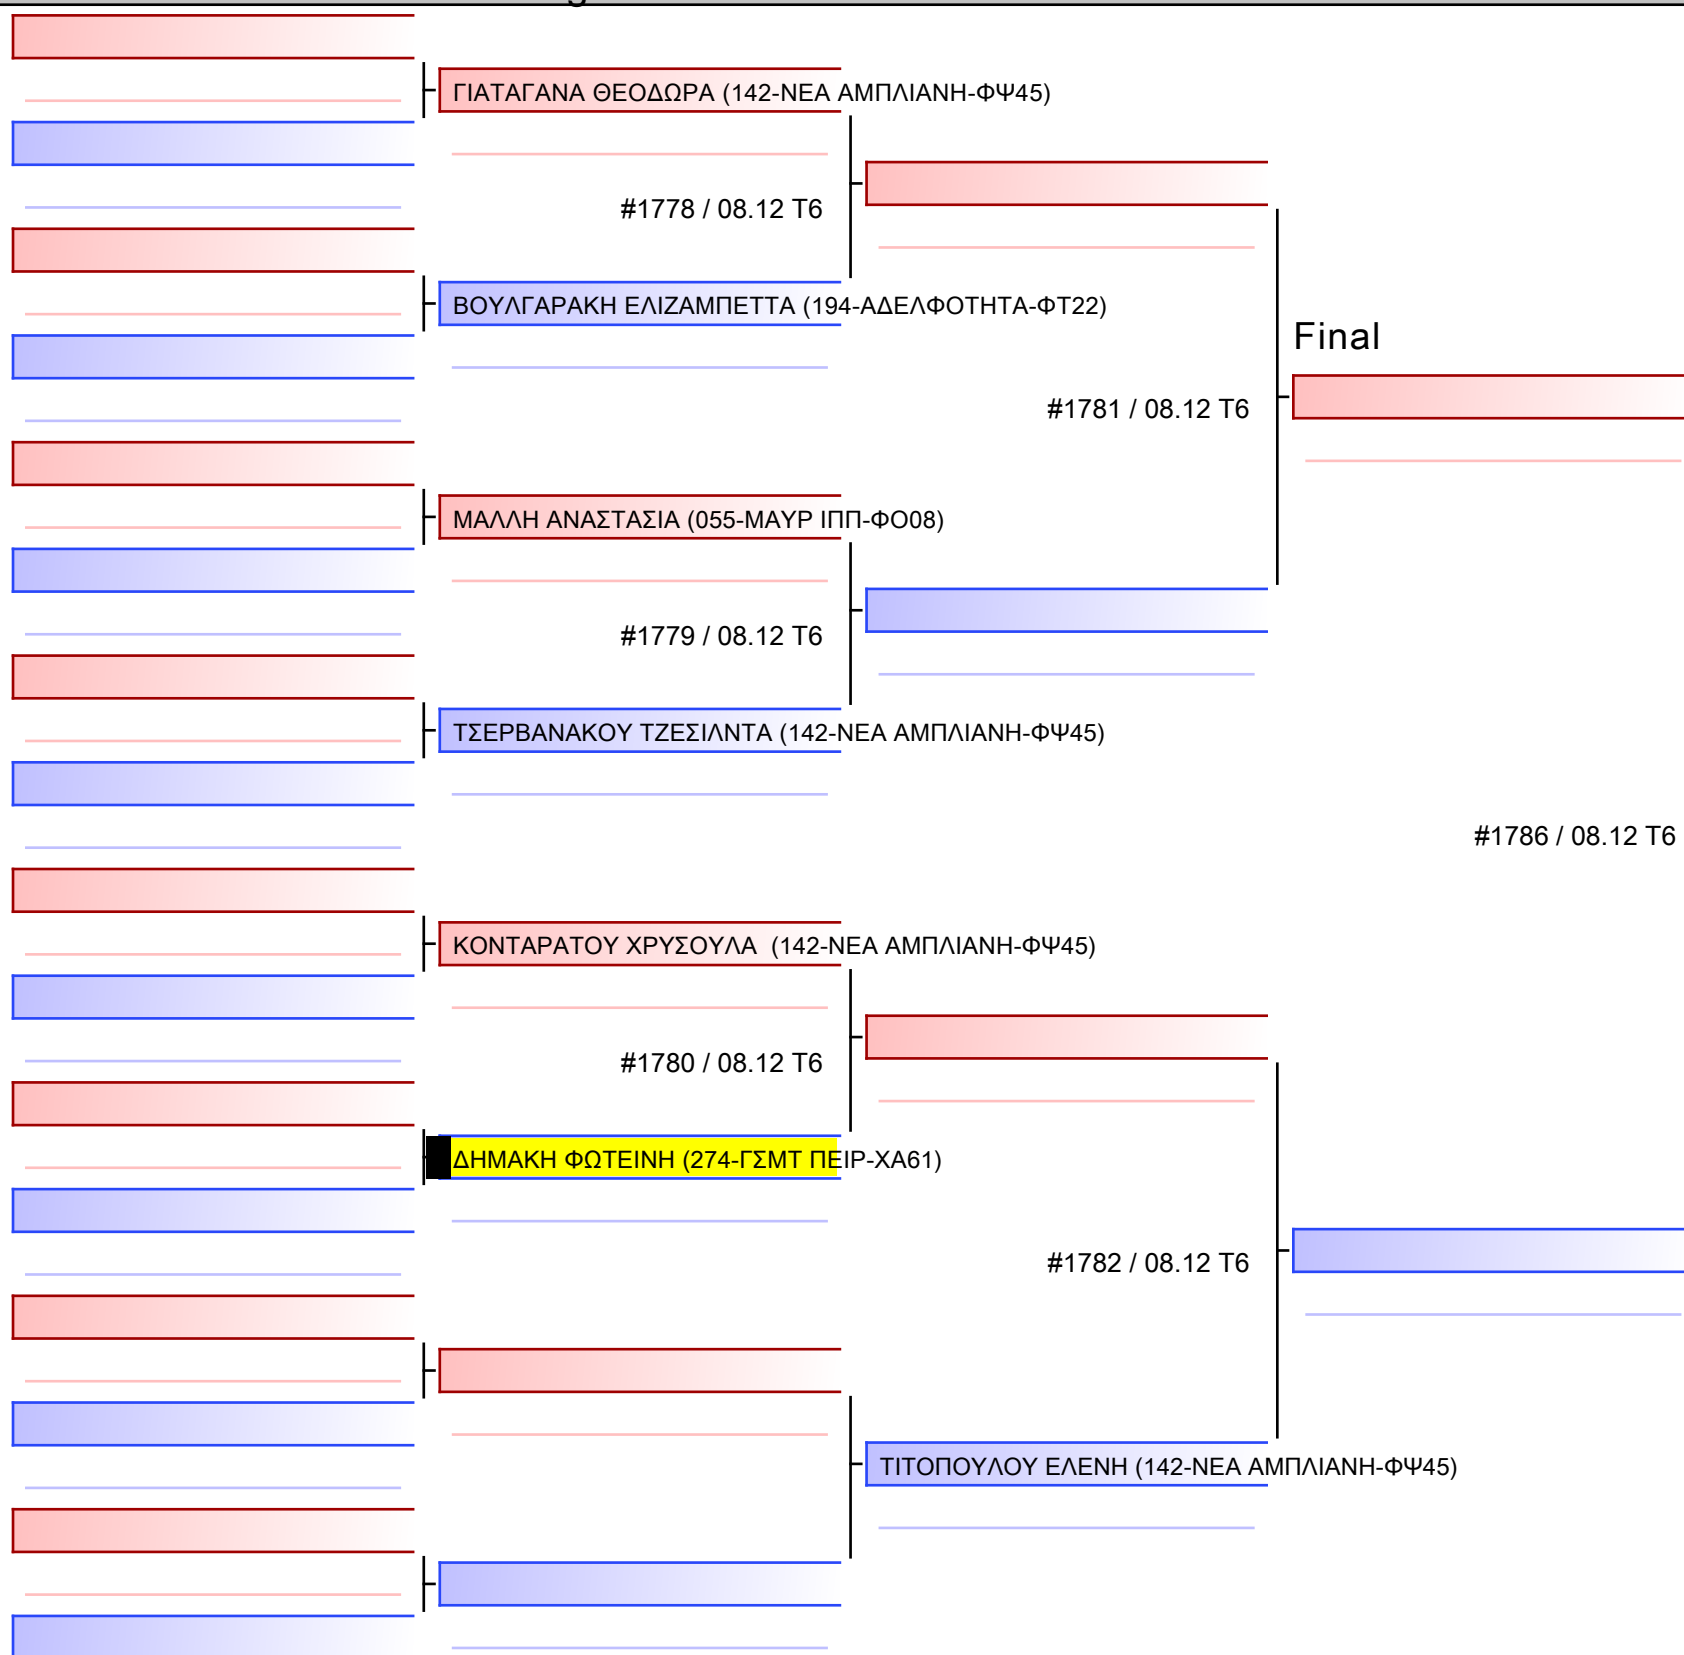 ΓΙΑΤΑΓΑΝΑ ΘΕΟΔΩΡΑ (142-ΝΕΑ ΑΜΠΛΙΑΝΗ-ΦΨ45)
#1778 / 08.12 T6
ΒΟΥΛΓΑΡΑΚΗ ΕΛΙΖΑΜΠΕΤΤΑ (194-ΑΔΕΛΦΟΤΗΤΑ-ΦΤ22)
Final
#1781 / 08.12 T6
ΜΑΛΛΗ ΑΝΑΣΤΑΣΙΑ (055-ΜΑΥΡ ΙΠΠ-ΦΟ08)
#1779 / 08.12 T6
ΤΣΕΡΒΑΝΑΚΟΥ ΤΖΕΣΙΛΝΤΑ (142-ΝΕΑ ΑΜΠΛΙΑΝΗ-ΦΨ45)
#1786 / 08.12 T6
ΚΟΝΤΑΡΑΤΟΥ ΧΡΥΣΟΥΛΑ  (142-ΝΕΑ ΑΜΠΛΙΑΝΗ-ΦΨ45)
#1780 / 08.12 T6
ΔΗΜΑΚΗ ΦΩΤΕΙΝΗ (274-ΓΣΜΤ ΠΕΙΡ-ΧΑ61)
#1782 / 08.12 T6
ΤΙΤΟΠΟΥΛΟΥ ΕΛΕΝΗ (142-ΝΕΑ ΑΜΠΛΙΑΝΗ-ΦΨ45)